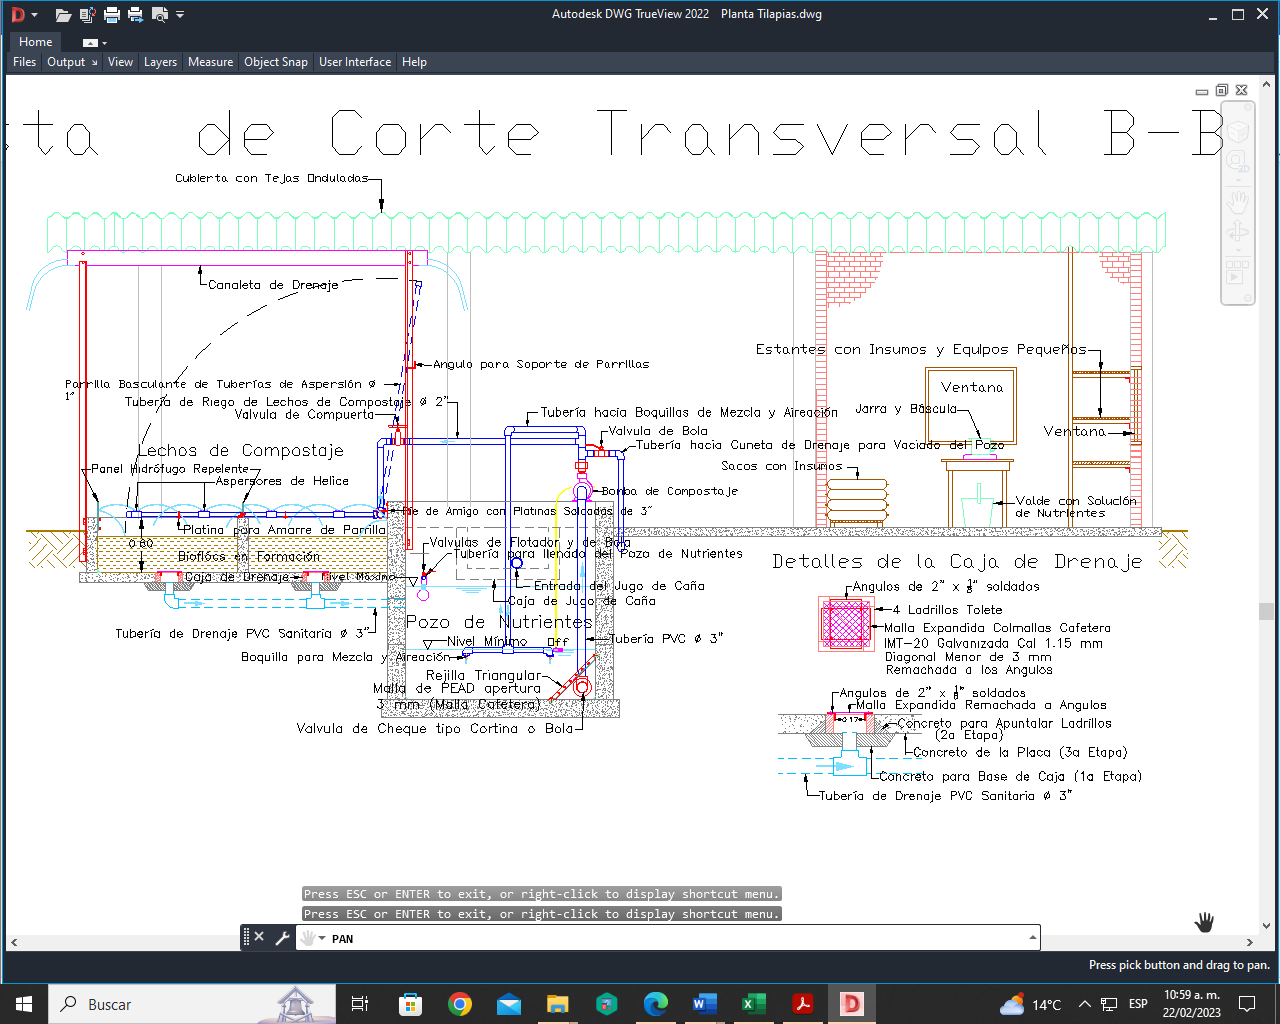 Autodesk DWG TrueView 2022    Planta Tilapias.dwg
Home
Files  Output  View  Layers  Measure  Object Snap  User Interface  Help
sta  de Corte Transversal B-B
Cubierta con Tejas Onduladas
Canaleta de Drenaje
Angulo para Soporte de Parrillas
Estantes con Insumos y Equipos Pequeños
Parrilla Basculante de Tuberías de Aspersión Ø
1"
Ventana
Tubería de Riego de Lechos de Compostaje Ø 2"
Valvula de Compuerta
Tubería hacia Boquillas de Mezcla y Aireación
Jarra y Báscula
Valvula de Bola
Ventana
Lechos de Compostaje
Tubería hacia Cuneta de Drenaje para Vaciado del Pozo
Panel Hidrófugo Repelente
Sacos con Insumos
Aspersores de Helice
Bomba de Compostaje
Pie de Amigo con Platinas Soldadas de 3"
Valde con Solución
de Nutrientes
Platina para Amarre de Parrilla
0.80
Valvulas de Flotador y de Bola
Bioflócs en Formación
Tubería para llenado del Pozo de Nutrientes
Detalles de la Caja de Drenaje
Caja de Drenaje
Nivel Máximo
Entrada del Jugo de Caña
Angulos de 2" x 1/8" soldados
Caja de Jugo de Caña
4 Ladrillos Tolete
Pozo de Nutrientes
Malla Expandida Colmallas Cafetera
Tubería de Drenaje PVC Sanitaria Ø 3"
Nivel Mínimo
Off
Tubería PVC Ø 3"
IMT-20 Galvanizada Cal 1.15 mm
Boquilla para Mezcla y Aireación
Diagonal Menor de 3 mm
Remachada a los Angulos
Rejilla Triangular
Malla de PEAD apertura
3 mm (Malla Cafetera)
Angulos de 2" x 1/8" soldados
Malla Expandida Remachada a Angulos
0.17
Valvula de Cheque tipo Cortina o Bola
Concreto para Apuntalar Ladrillos
(2a Etapa)
Concreto de la Placa (3a Etapa)
Concreto para Base de Caja (1a Etapa)
Tubería de Drenaje PVC Sanitaria Ø 3"
Press ESC or ENTER to exit, or right-click to display shortcut menu.
Press ESC or ENTER to exit, or right-click to display shortcut menu.
PAN
Press pick button and drag to pan.
Buscar
14°C
ESP
10:59 a. m.
22/02/2023